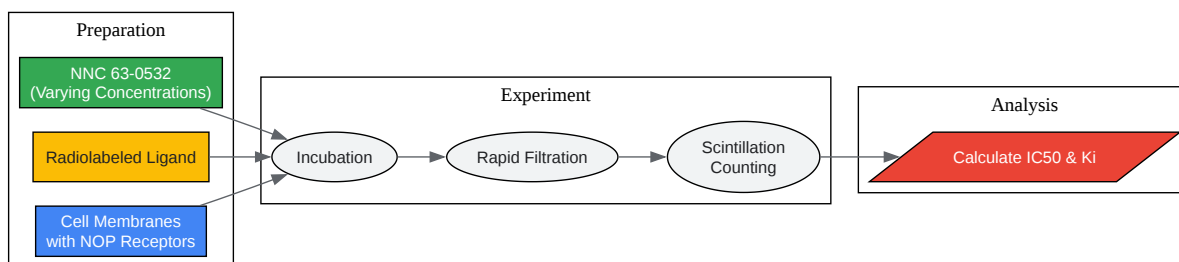 Preparation
NNC 63-0532
(Varying Concentrations)
Radiolabeled Ligand
Cell Membranes
with NOP Receptors
Experiment
Incubation
Rapid Filtration
Scintillation
Counting
Analysis
Calculate IC50 & Ki